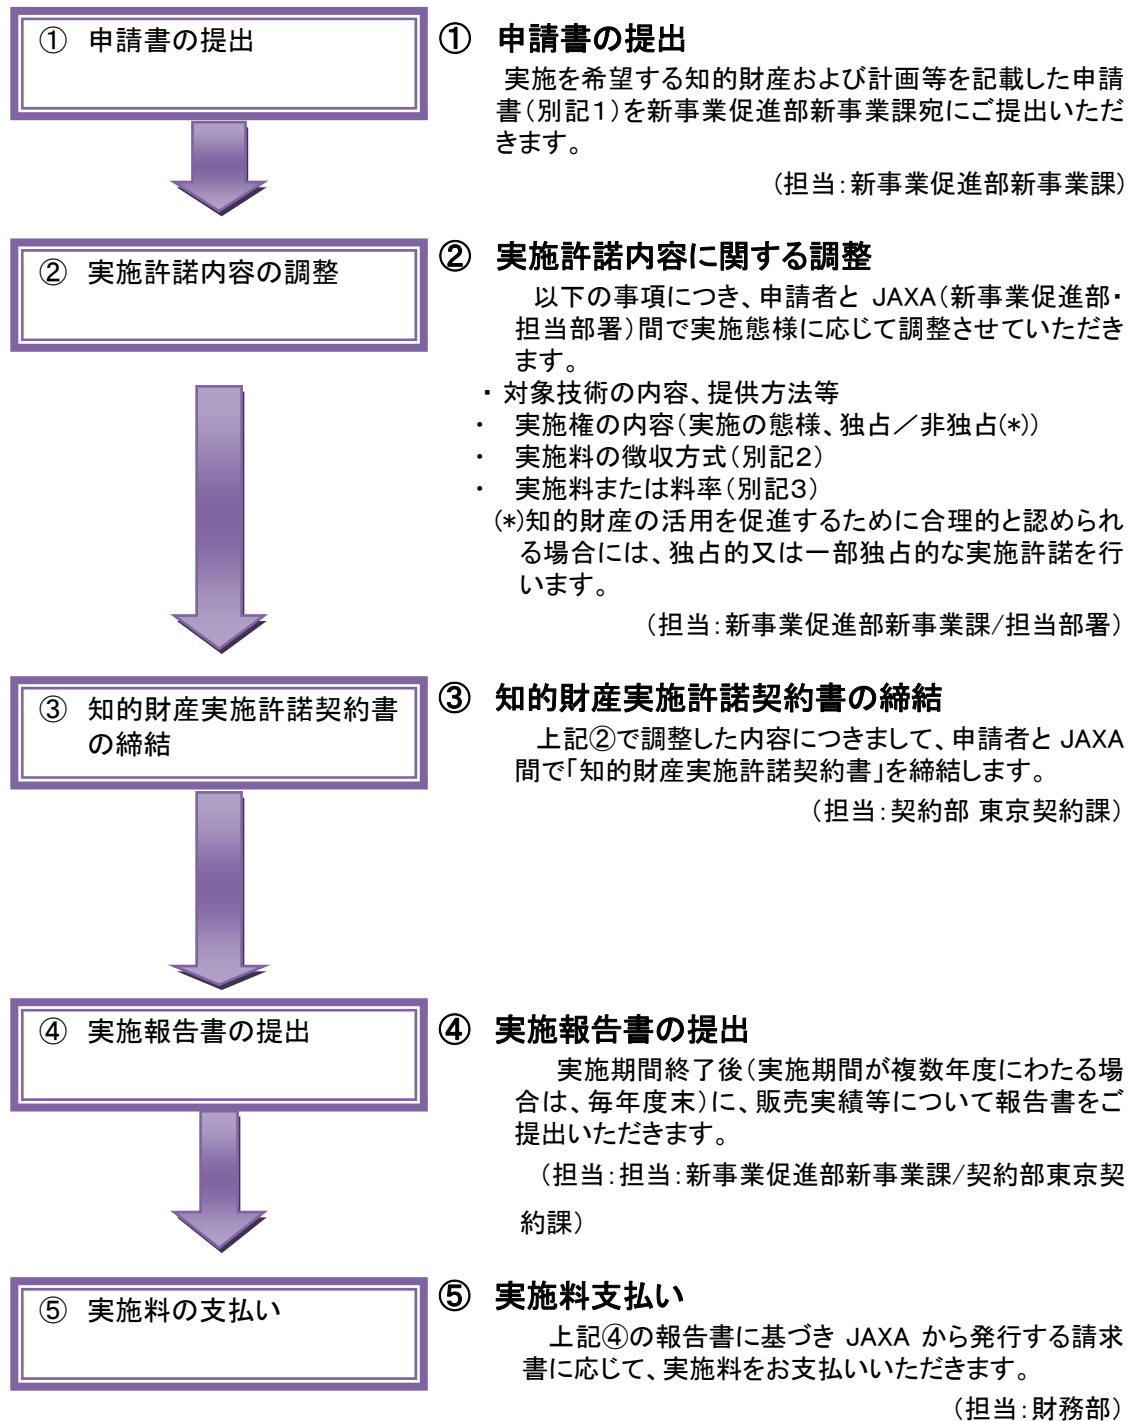 ① 申請書の提出
① 申請書の提出
実施を希望する知的財産および計画等を記載した申請
書(別記1)を新事業促進部新事業課宛にご提出いただ
きます。
(担当:新事業促進部新事業課)
② 実施許諾内容の調整
② 実施許諾内容に関する調整
以下の事項につき、申請者と JAXA(新事業促進部・
担当部署)間で実施態様に応じて調整させていただき
ます。
・ 対象技術の内容、提供方法等
・ 実施権の内容(実施の態様、独占/非独占(*))
・ 実施料の徴収方式(別記2)
・ 実施料または料率(別記3)
(*)知的財産の活用を促進するために合理的と認められ
る場合には、独占的又は一部独占的な実施許諾を行
います。
(担当:新事業促進部新事業課/担当部署)
③ 知的財産実施許諾契約書
の締結
③ 知的財産実施許諾契約書の締結
上記②で調整した内容につきまして、申請者と JAXA
間で「知的財産実施許諾契約書」を締結します。
(担当:契約部 東京契約課)
④ 実施報告書の提出
④ 実施報告書の提出
実施期間終了後(実施期間が複数年度にわたる場
合は、毎年度末)に、販売実績等について報告書をご
提出いただきます。
(担当:担当:新事業促進部新事業課/契約部東京契
約課)
⑤ 実施料の支払い
⑤ 実施料支払い
上記④の報告書に基づき JAXA から発行する請求
書に応じて、実施料をお支払いいただきます。
(担当:財務部)